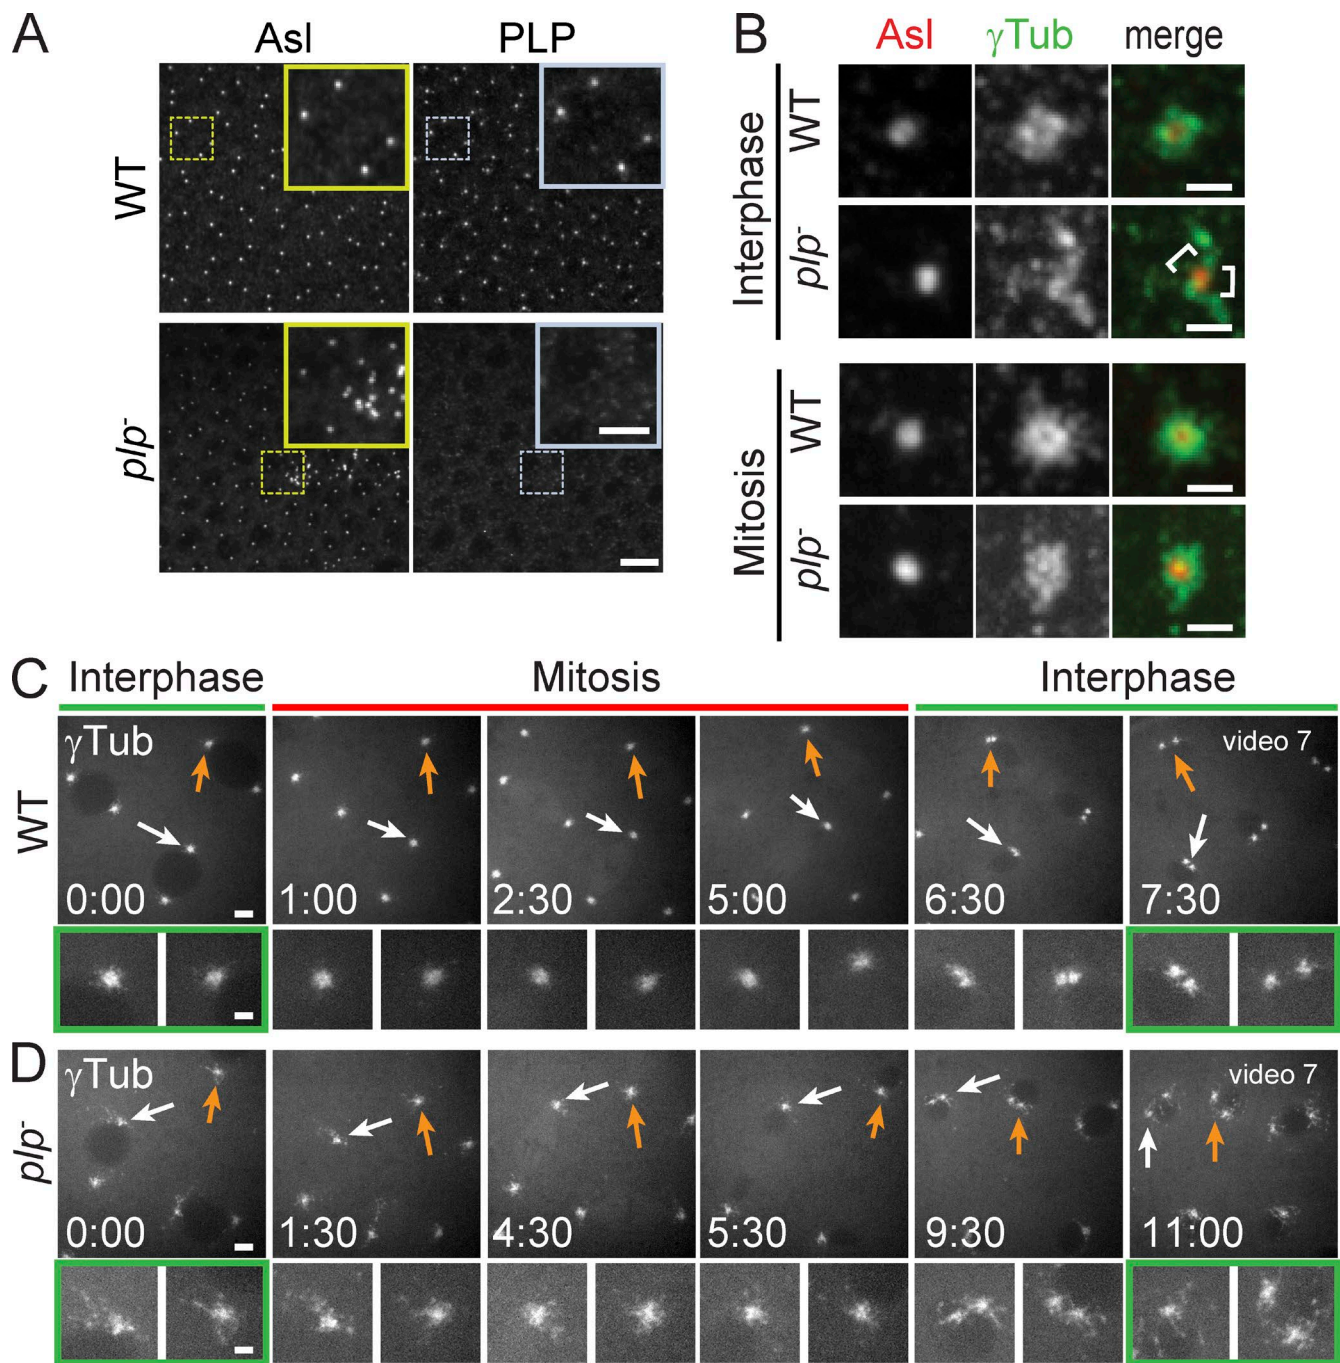 A
Asl
PLP
WT
plp-
B
Asl
γTub
merge
Interphase
WT
plp-
Mitosis
WT
plp-
C
Interphase
Mitosis
Interphase
WT
γTub
video 7
0:00
1:00
2:30
5:00
6:30
7:30
D
plp-
γTub
video 7
0:00
1:30
4:30
5:30
9:30
11:00